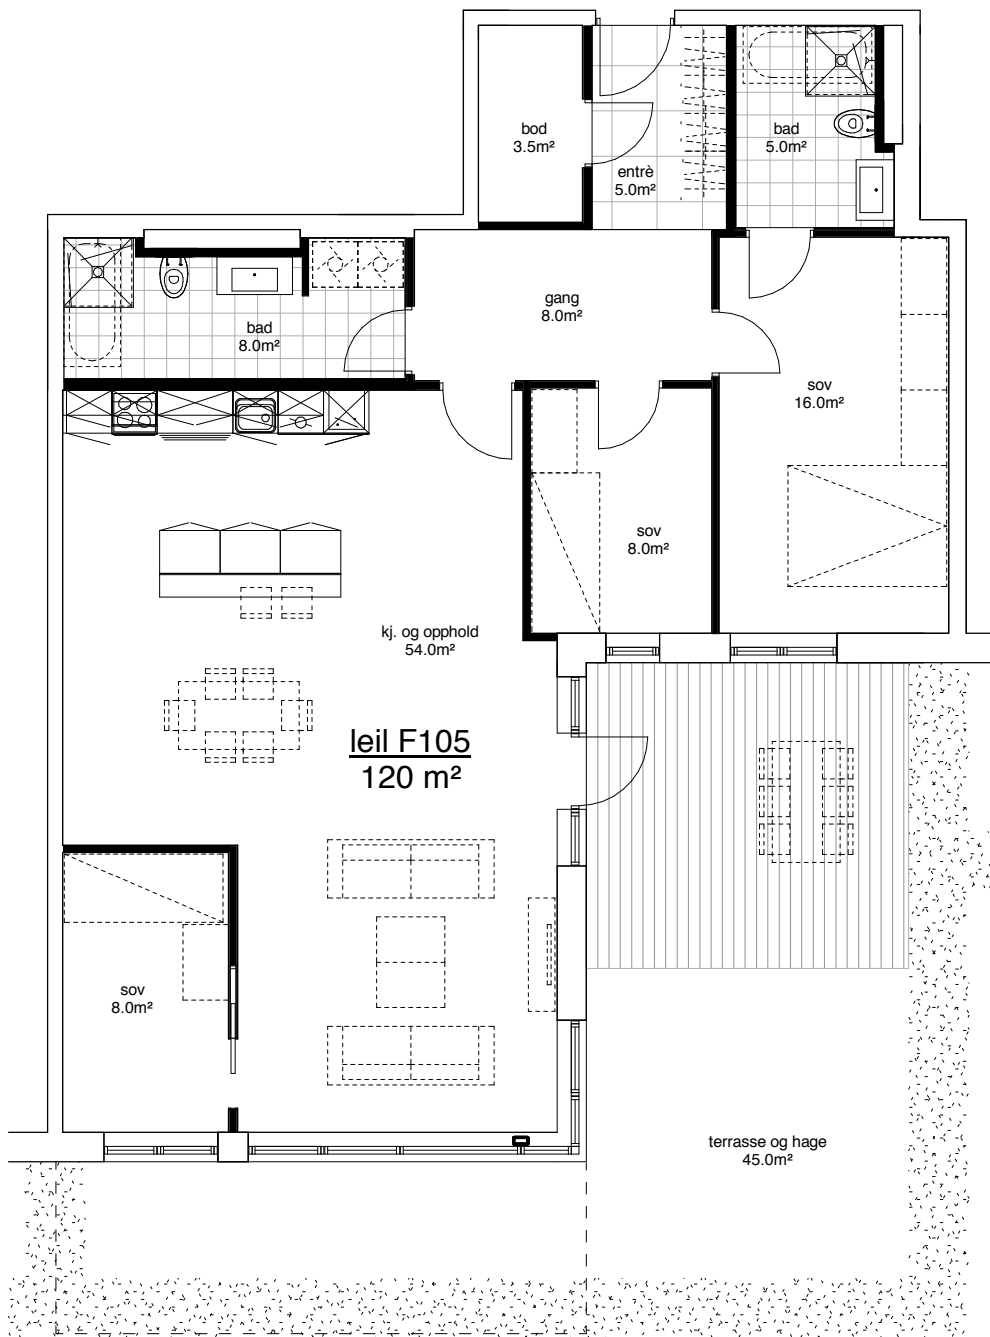 bod
3.5m²
entrè
5.0m²
bad
5.0m²
gang
8.0m²
bad
8.0m²
sov
16.0m²
sov
8.0m²
kj. og opphold
54.0m²
leil F105
120 m²
sov
8.0m²
terrasse og hage
45.0m²